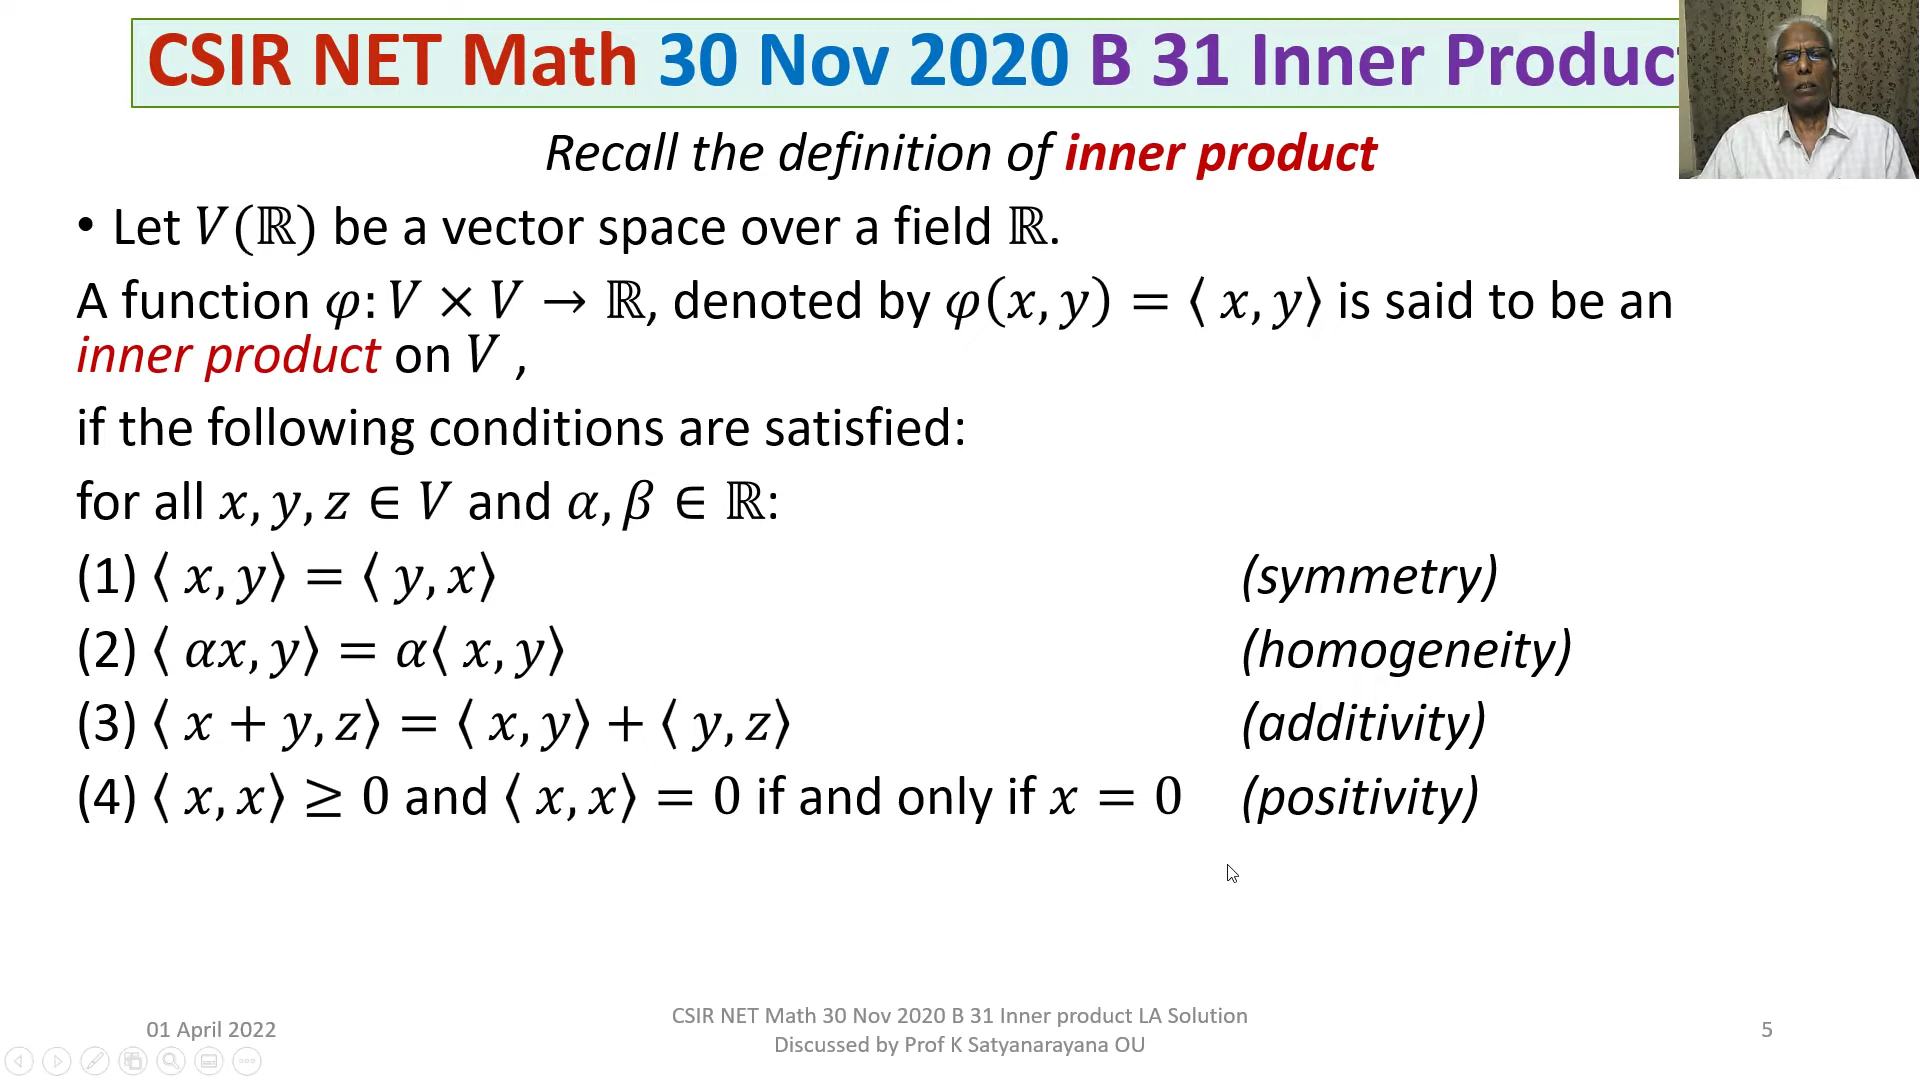 CSIR NET Math 30 Nov 2020 B 31 Inner Produc
Recall the definition of inner product
• Let V(ℝ) be a vector space over a field ℝ.
A function φ: V × V → ℝ, denoted by φ(x, y) = ⟨ x, y⟩ is said to be an
inner product on V ,
if the following conditions are satisfied:
for all x, y, z ∈ V and α, β ∈ ℝ:
(1) ⟨ x, y⟩ = ⟨ y, x⟩ (symmetry)
(2) ⟨ αx, y⟩ = α⟨ x, y⟩ (homogeneity)
(3) ⟨ x + y, z⟩ = ⟨ x, y⟩ + ⟨ y, z⟩ (additivity)
(4) ⟨ x, x⟩ ≥ 0 and ⟨ x, x⟩ = 0 if and only if x = 0 (positivity)
01 April 2022
CSIR NET Math 30 Nov 2020 B 31 Inner product LA Solution
Discussed by Prof K Satyanarayana OU
5